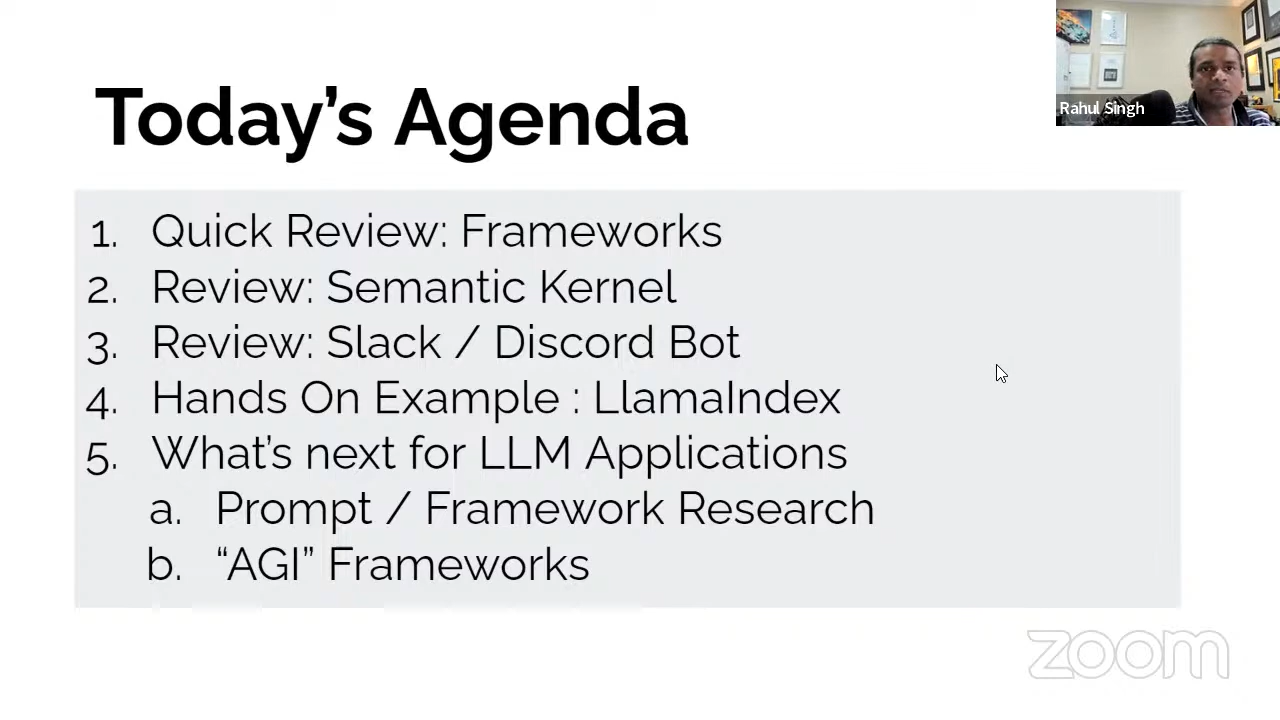 Today's Agenda
Rahul Singh
1. Quick Review: Frameworks
2. Review: Semantic Kernel
3. Review: Slack / Discord Bot
4. Hands On Example : LlamaIndex
5. What's next for LLM Applications
a. Prompt / Framework Research
b. “AGI” Frameworks
zoom